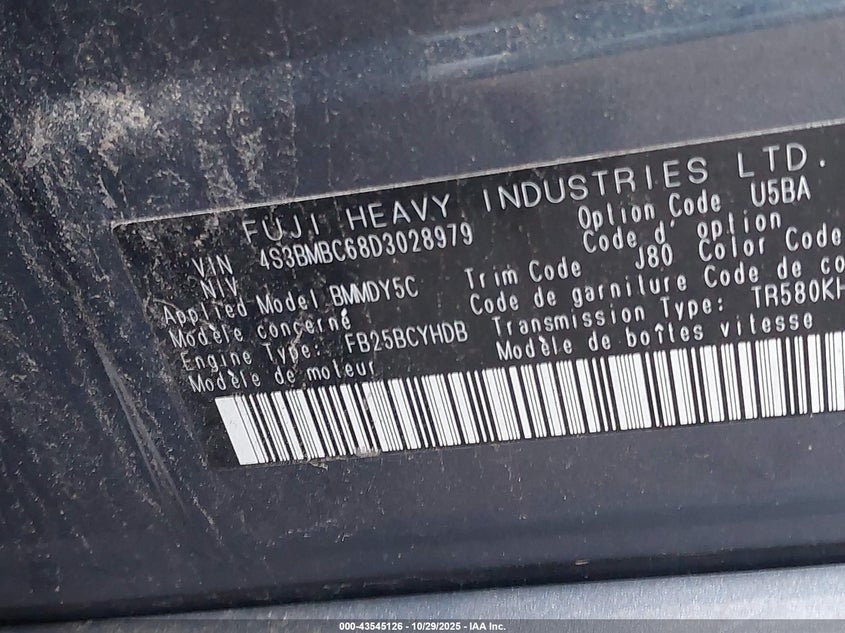 FUJI HEAVY INDUSTRIES LTD.
VIN 4S3BMBC68D3028979 Option Code U5BA
NIV Code d' option
Applied Model BMMDY5C Trim Code J80 Color Code
Modèle concerné Code de garniture Code de co
Engine Type: FB25BCYHDB Transmission Type: TR580KH
Modèle de moteur Modèle de boîtes vitesse
000-43545126 - 10/29/2025 - IAA Inc.